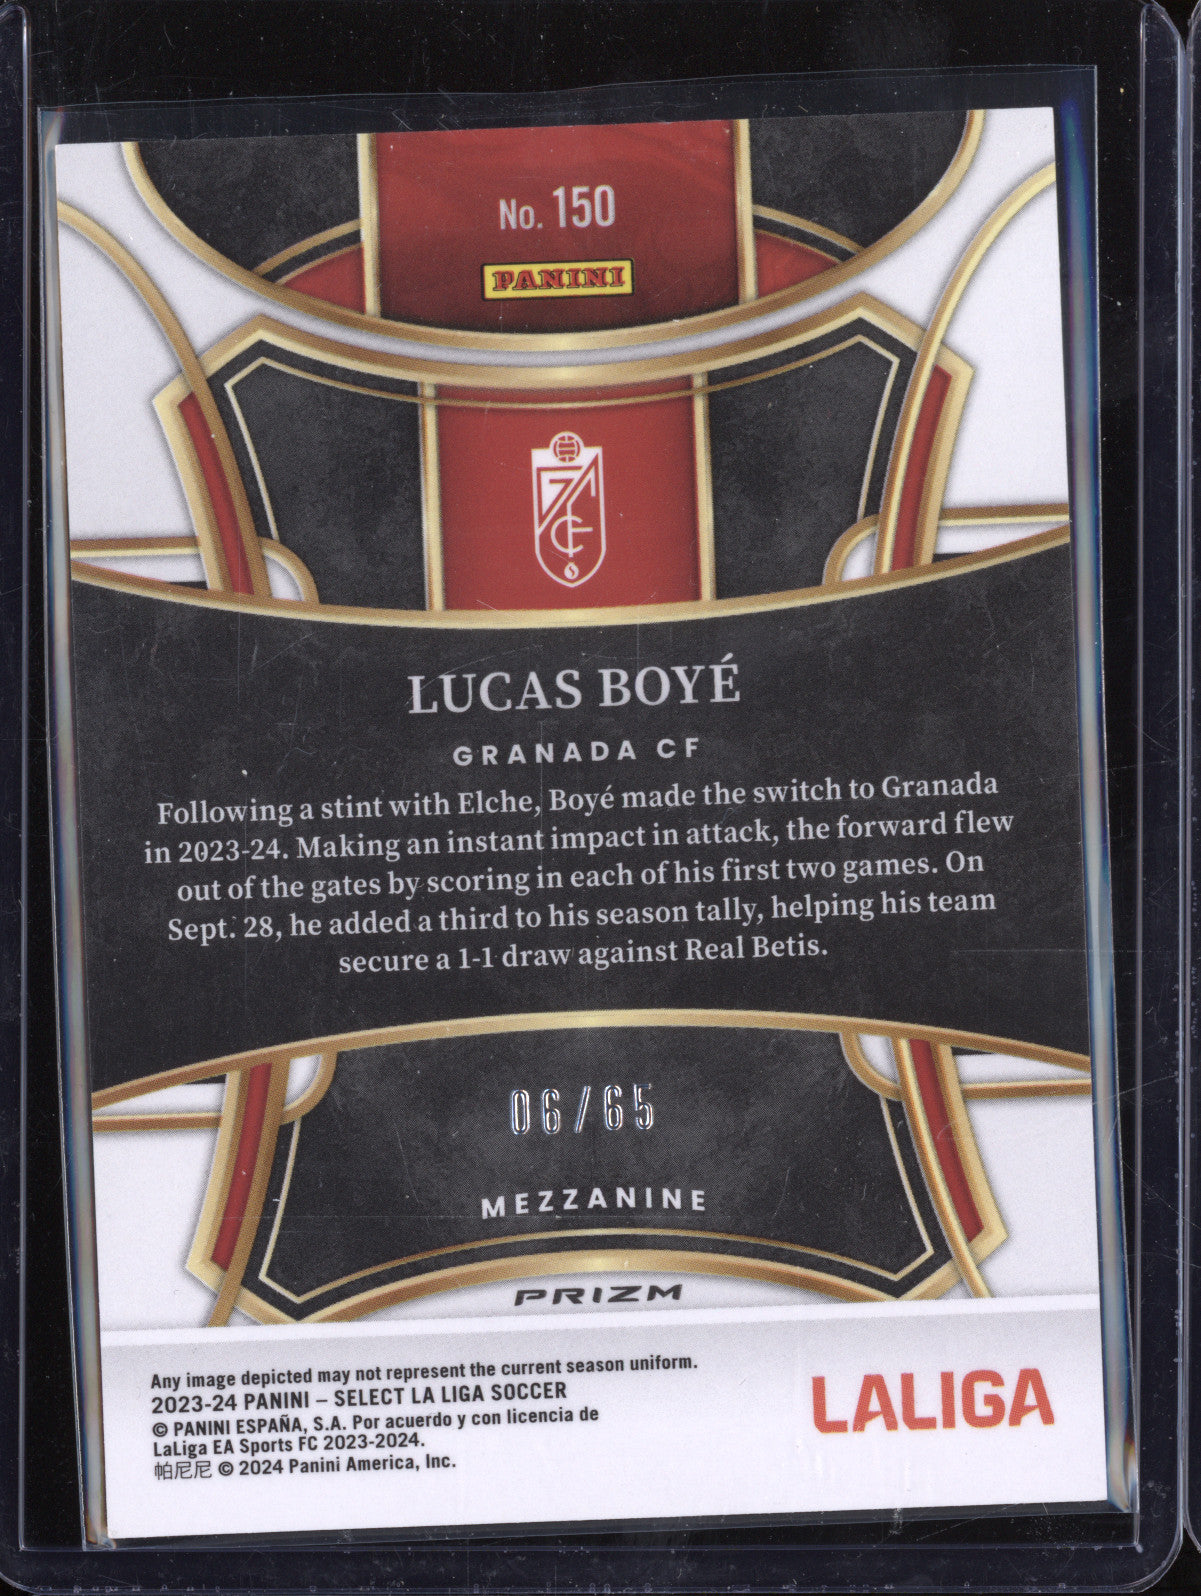 No. 150
PANINI
LUCAS BOYÉ
GRANADA CF
Following a stint with Elche, Boyé made the switch to Granada
in 2023-24. Making an instant impact in attack, the forward flew
out of the gates by scoring in each of his first two games. On
Sept. 28, he added a third to his season tally, helping his team
secure a 1-1 draw against Real Betis.
06/65
MEZZANINE
PRIZM
Any image depicted may not represent the current season uniform.
2023-24 PANINI – SELECT LA LIGA SOCCER
© PANINI ESPAÑA, S.A. Por acuerdo y con licencia de
LaLiga EA Sports FC 2023-2024.
帕尼尼 © 2024 Panini America, Inc.
LALIGA